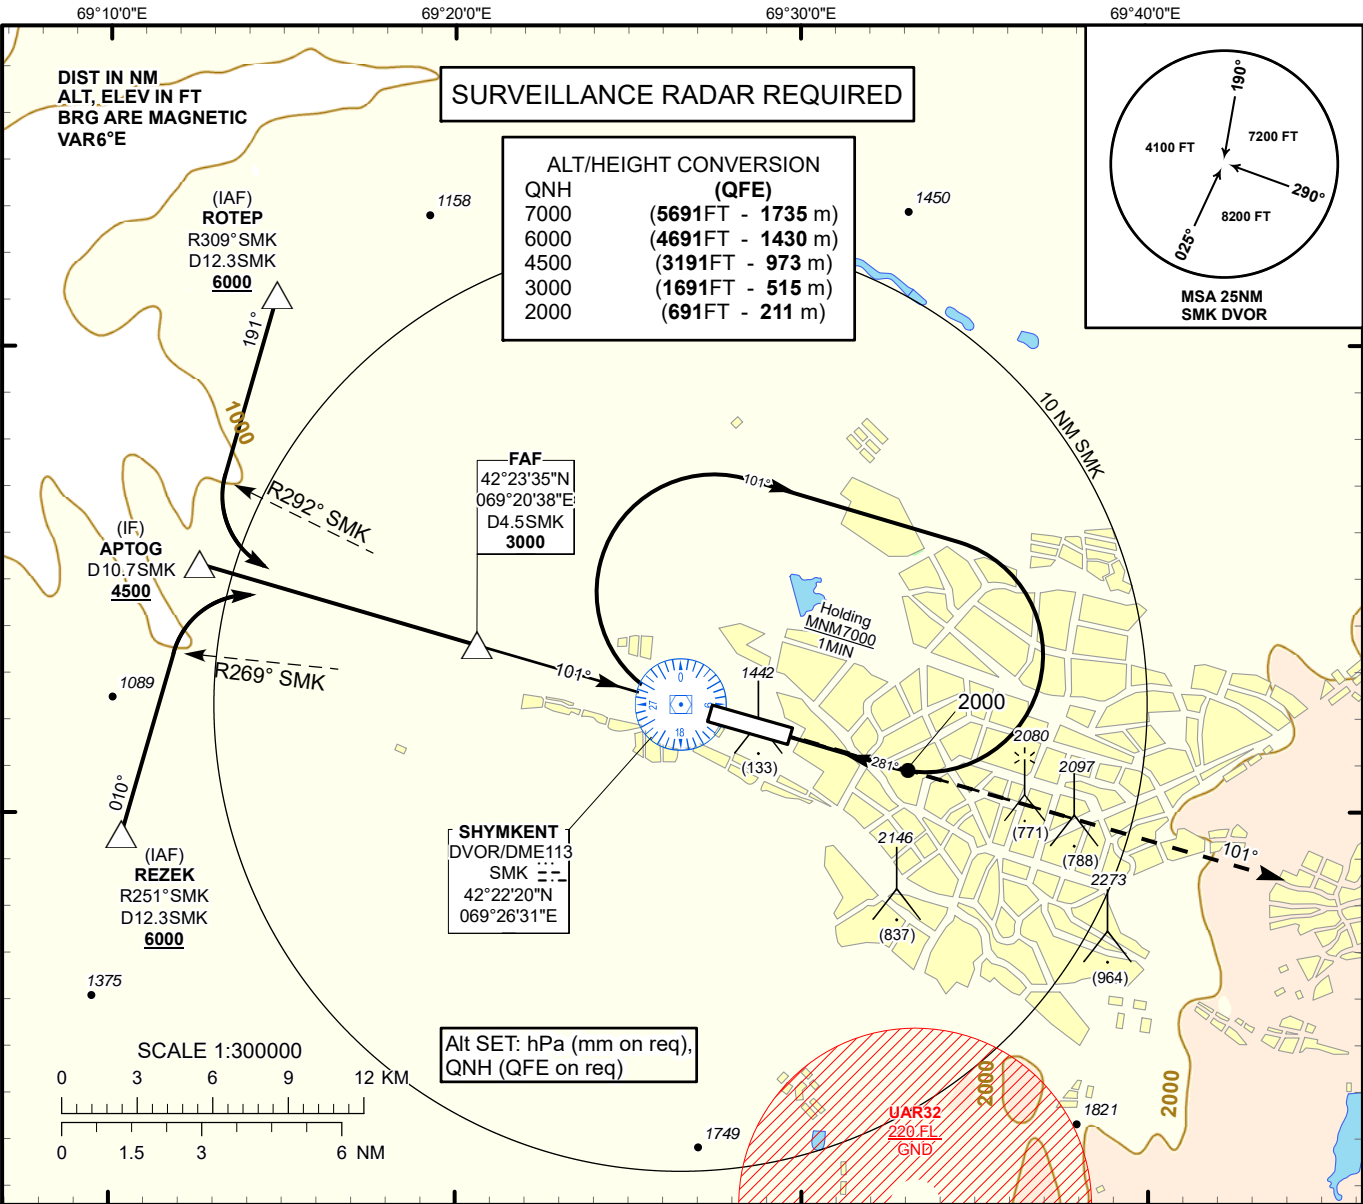 69°10'0"E
69°20'0"E
69°30'0"E
69°40'0"E
DIST IN NM
ALT, ELEV IN FT
BRG ARE MAGNETIC
VAR6°E
SURVEILLANCE RADAR REQUIRED
ALT/HEIGHT CONVERSION
QNH (QFE)
7000 (5691FT - 1735 m)
6000 (4691FT - 1430 m)
4500 (3191FT - 973 m)
3000 (1691FT - 515 m)
2000 (691FT - 211 m)
190°
4100 FT
7200 FT
290°
8200 FT
025°
MSA 25NM
SMK DVOR
(IAF)
ROTEP
R309°SMK
D12.3SMK
6000
1158
1450
191°
1000
10 NM SMK
FAF
42°23'35"N
069°20'38"E
D4.5SMK
3000
101°
R292° SMK
(IF)
APTOG
D10.7SMK
4500
Holding
MNM7000
1MIN
R269° SMK
101°
1089
0
9
18
27
1442
(133)
281°
2000
2080
(771)
2097
(788)
101°
2146
(837)
2273
(964)
010°
(IAF)
REZEK
R251°SMK
D12.3SMK
6000
SHYMKENT
DVOR/DME113
SMK
42°22'20"N
069°26'31"E
1375
SCALE 1:300000
0 3 6 9 12 KM
0 1.5 3 6 NM
Alt SET: hPa (mm on req),
QNH (QFE on req)
1749
UAR32
220 FL
GND
2000
1821
2000